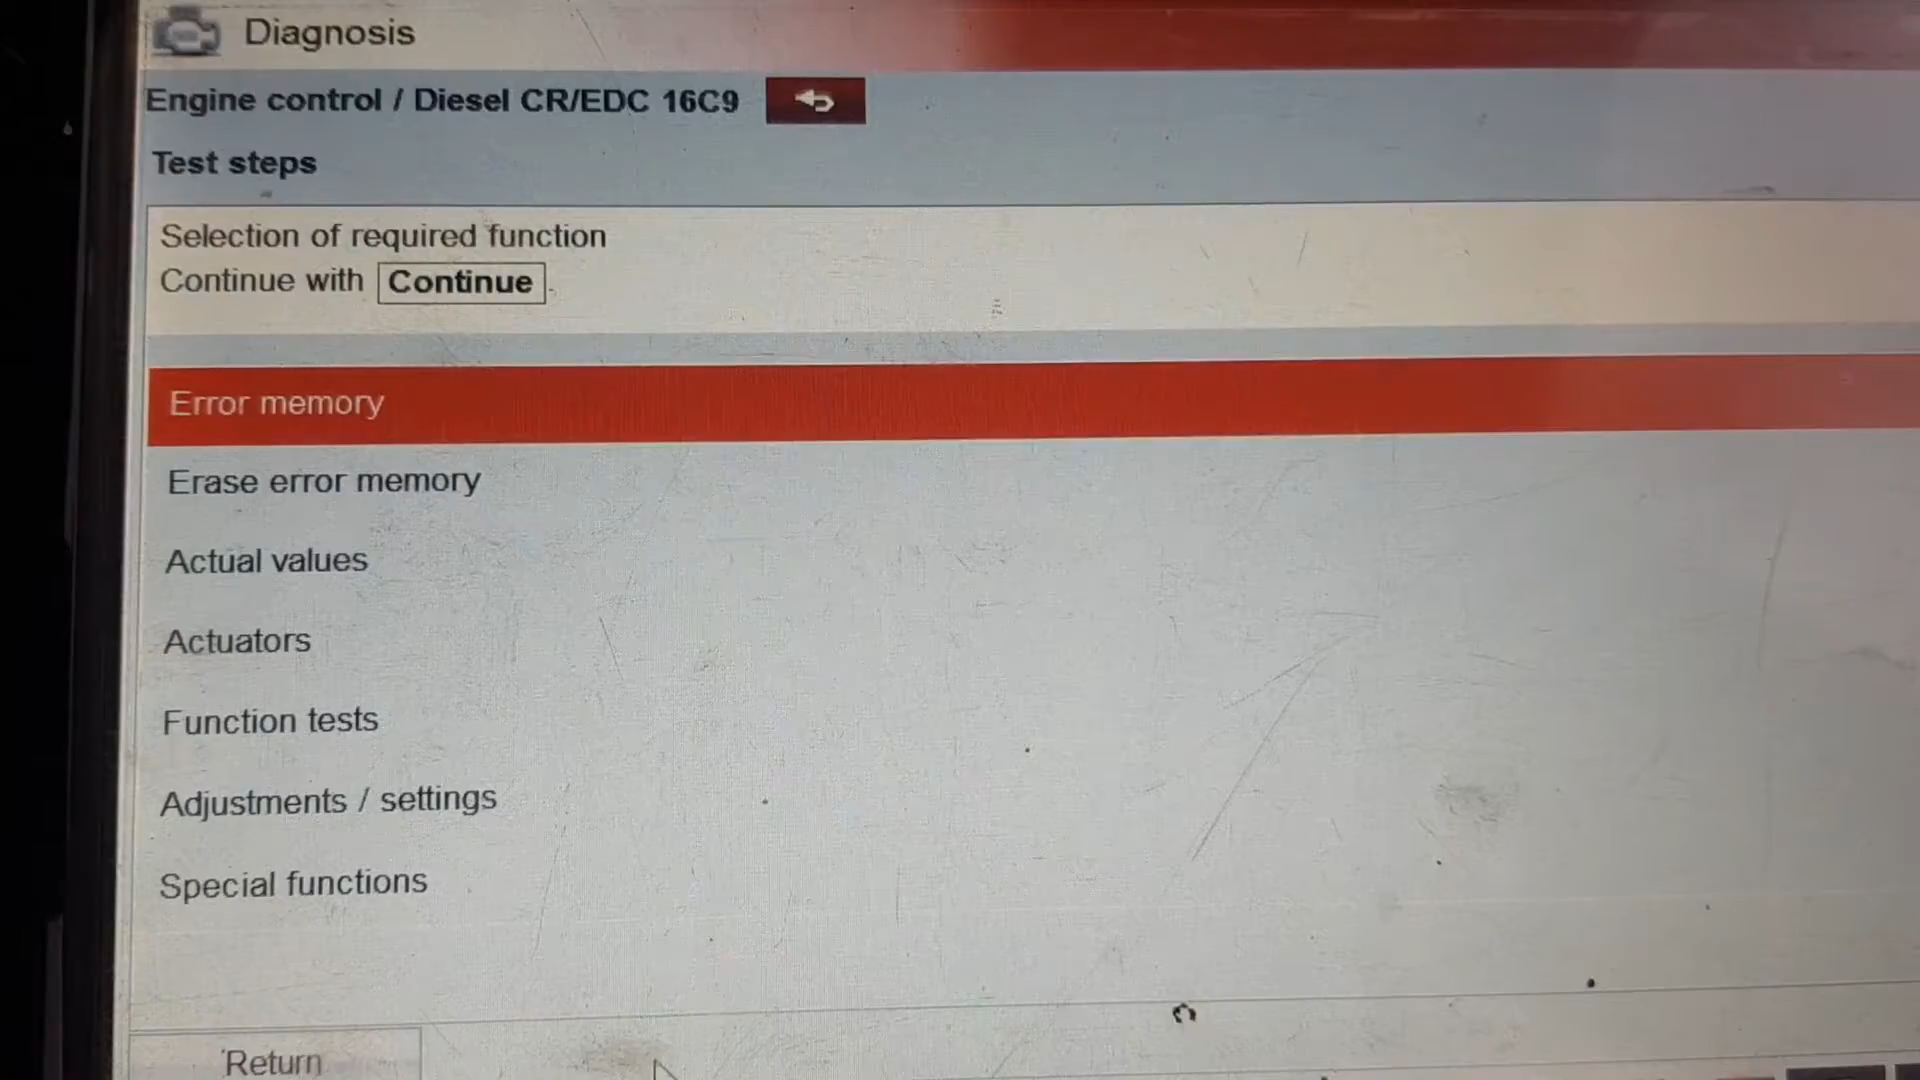 Diagnosis
Engine control / Diesel CR/EDC 16C9
Test steps
Selection of required function
Continue with Continue.
Error memory
Erase error memory
Actual values
Actuators
Function tests
Adjustments / settings
Special functions
Return